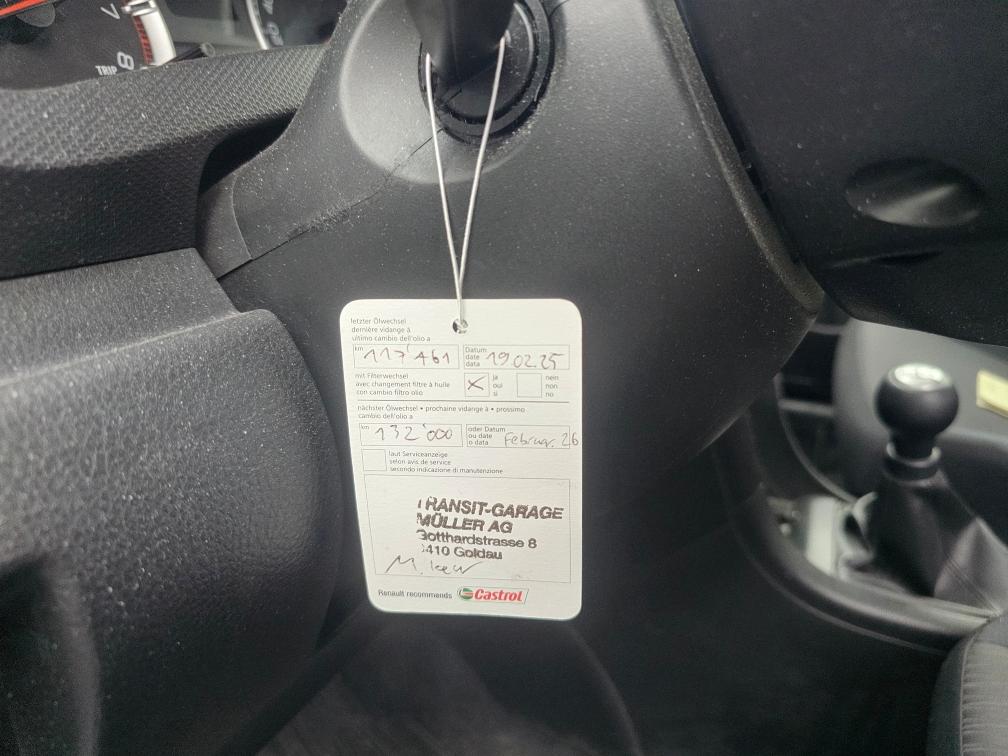 V
8
TRIP
letzter Ölwechsel
dernière vidange à
ultimo cambio dell'olio a
km 117'461
Datum
date
data 19.02.25
mit Filterwechsel
avec changement filtre à huile
con cambio filtro olio
X ja
oui
si
nein
non
no
nächster Ölwechsel • prochaine vidange à • prossimo
cambio dell'olio a
km 132'000
oder Datum
ou date
o data Februar. 26
laut Serviceanzeige
selon avis de service
secondo indicazione di manutenzione
TRANSIT-GARAGE
MÜLLER AG
Gotthardstrasse 8
6410 Goldau
Renault recommends Castrol